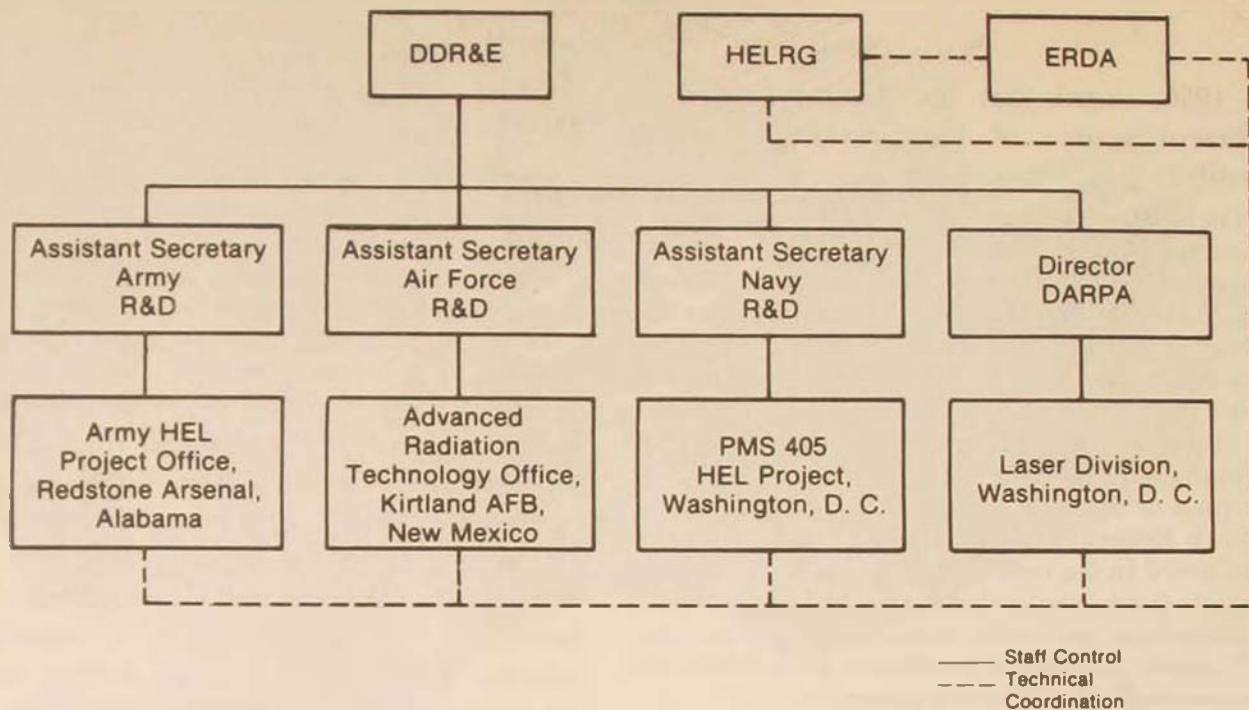 DDR&E
HELRG
ERDA
Assistant Secretary
Army
R&D
Assistant Secretary
Air Force
R&D
Assistant Secretary
Navy
R&D
Director
DARPA
Army HEL
Project Office,
Redstone Arsenal,
Alabama
Advanced
Radiation
Technology Office,
Kirtland AFB,
New Mexico
PMS 405
HEL Project,
Washington, D. C.
Laser Division,
Washington, D. C.
Staff Control
Technical
Coordination